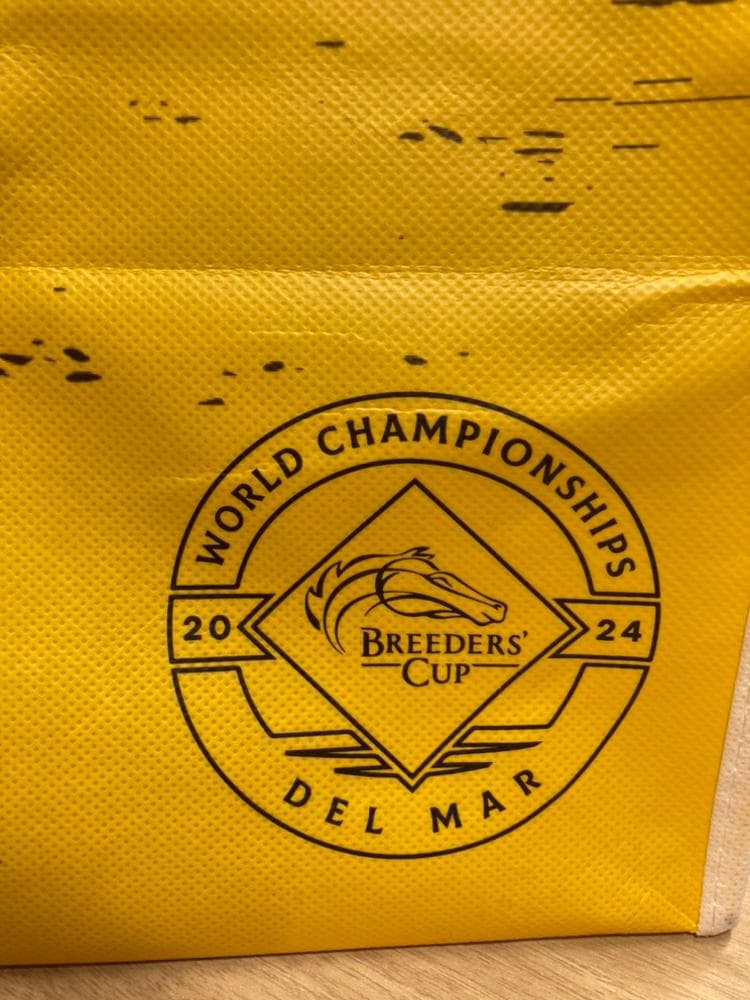 WORLD CHAMPIONSHIPS
20 24
BREEDERS'
CUP
DEL MAR